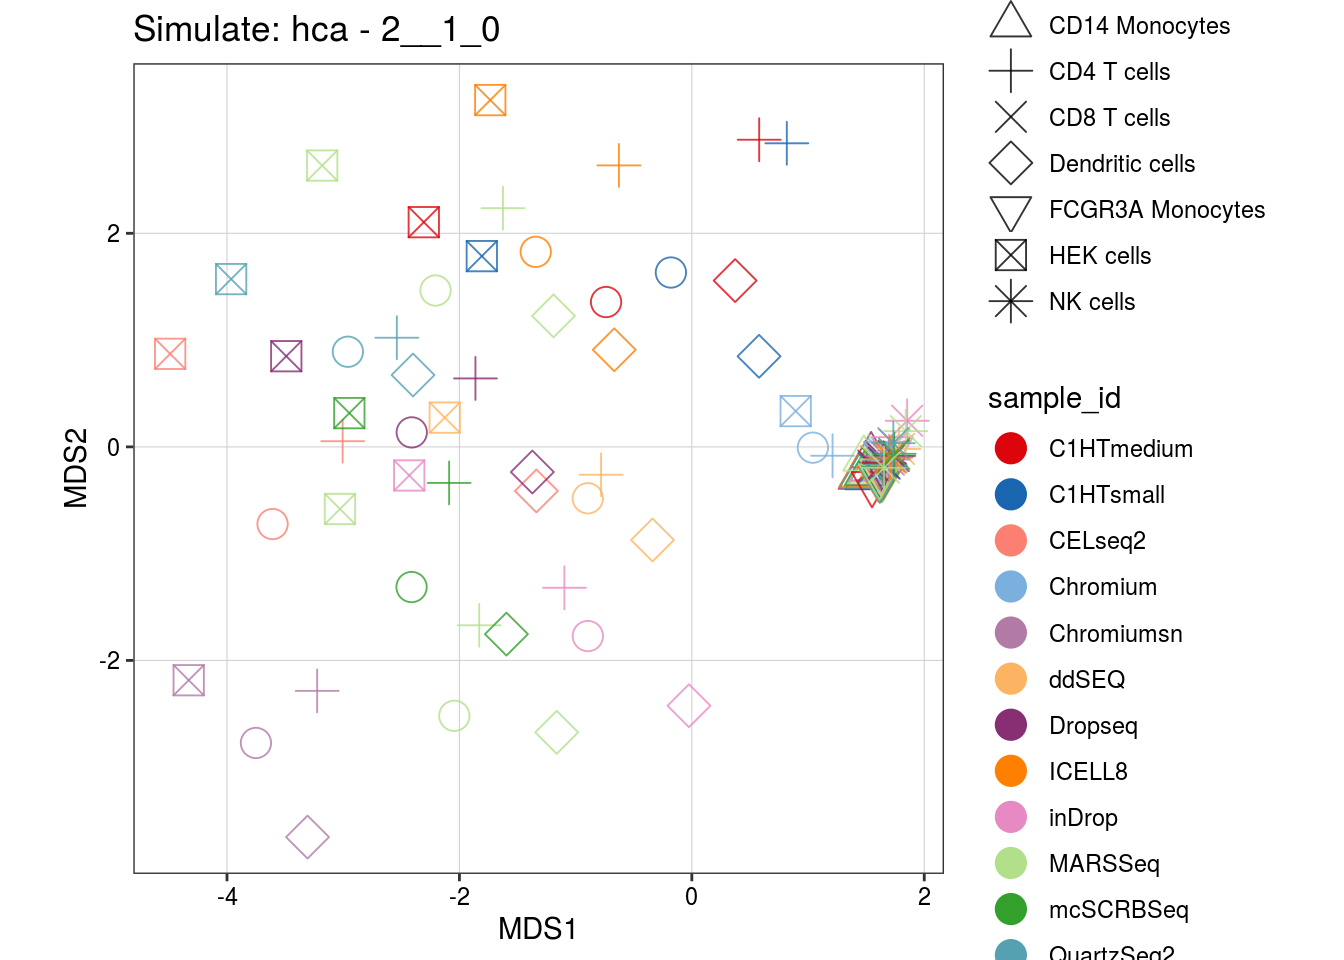 Simulate: hca - 2__1_0
MDS2
2
0
-2
-4
-2
0
2
MDS1
CD14 Monocytes
CD4 T cells
CD8 T cells
Dendritic cells
FCGR3A Monocytes
HEK cells
NK cells
sample_id
C1HTmedium
C1HTsmall
CELseq2
Chromium
Chromiumsn
ddSEQ
Dropseq
ICELL8
inDrop
MARSSeq
mcSCRBSeq
QuartzSeq2